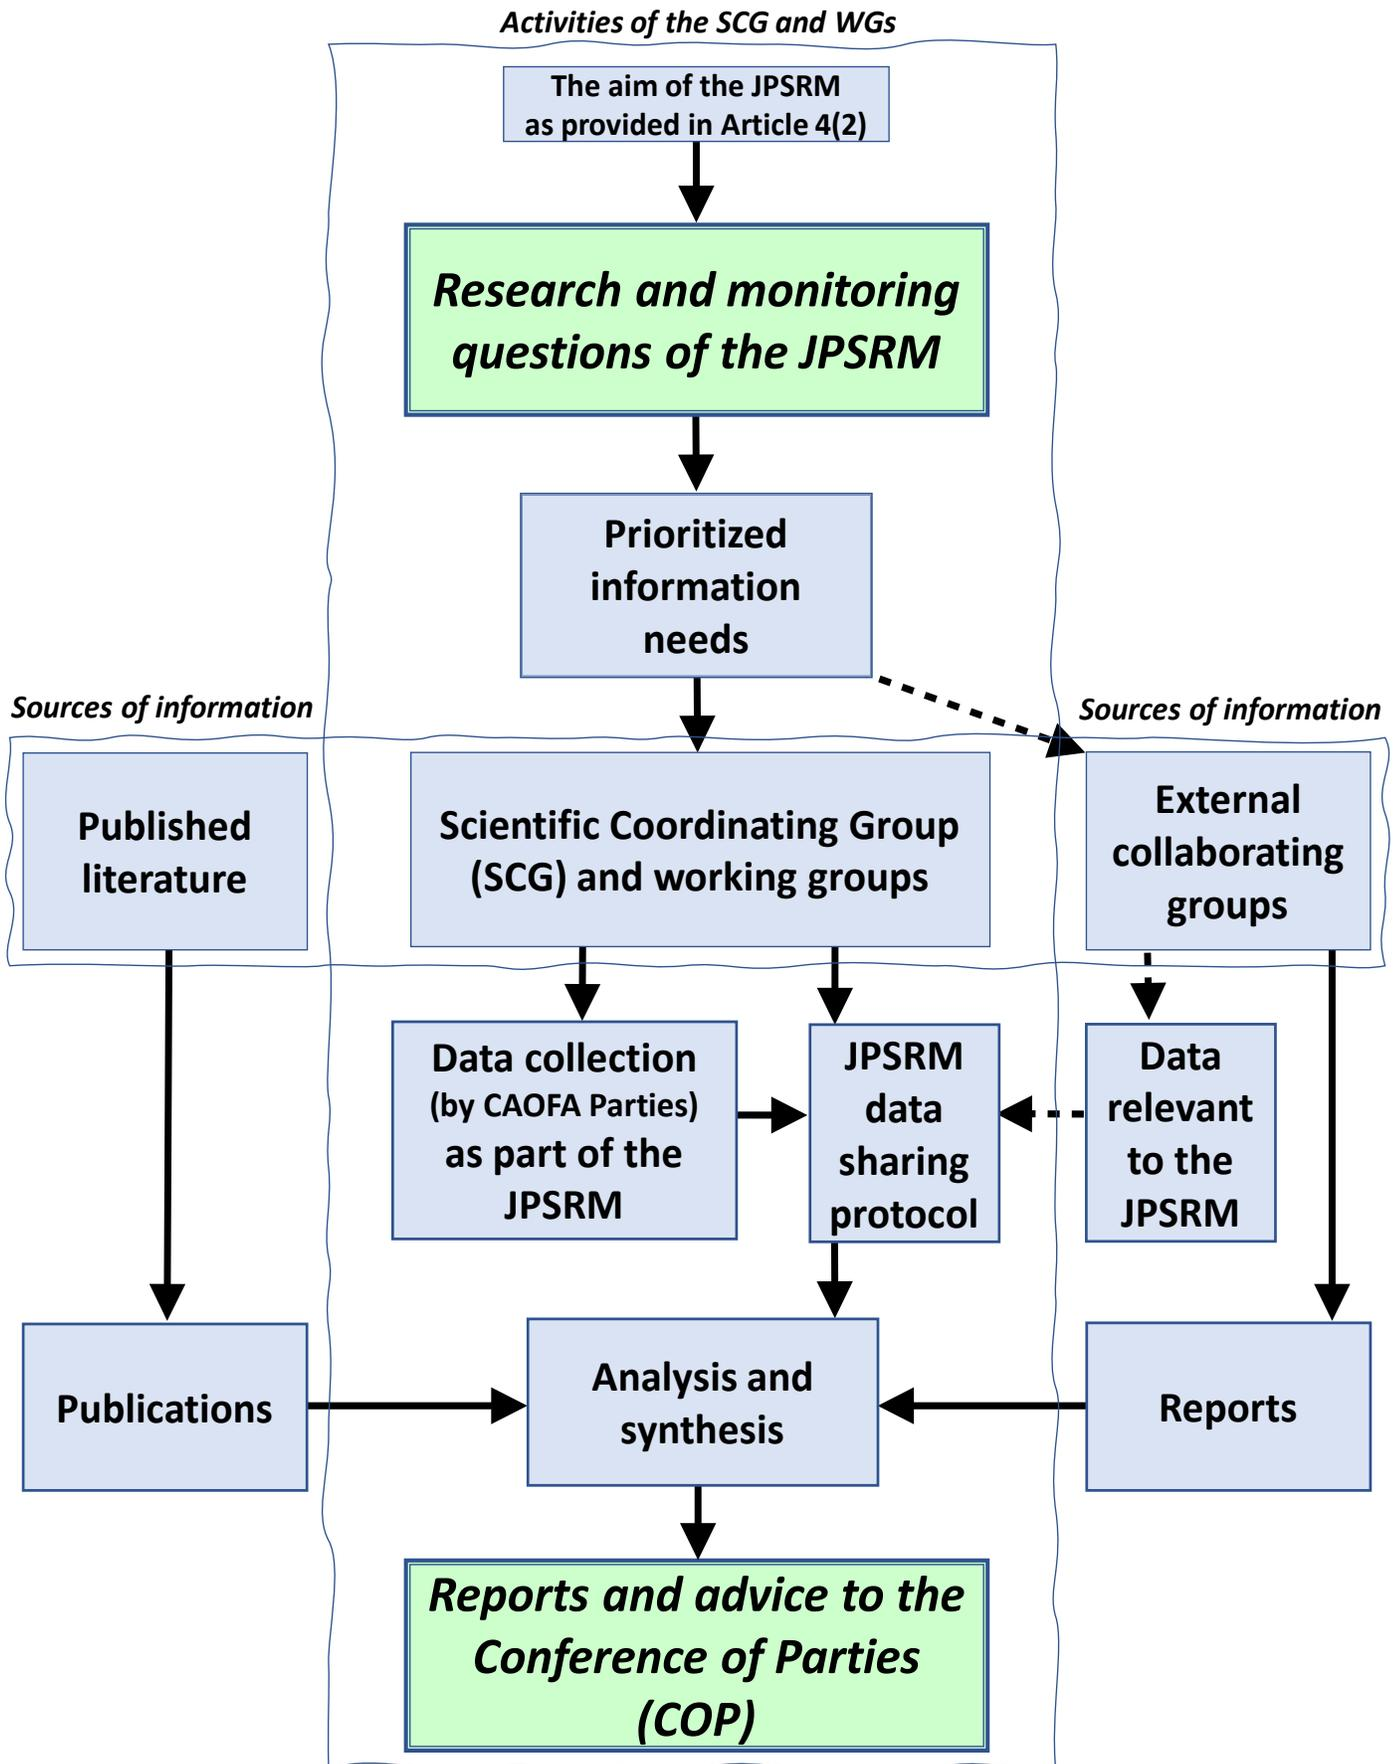 Activities of the SCG and WGs
The aim of the JPSRM
as provided in Article 4(2)
Research and monitoring
questions of the JPSRM
Prioritized
information
needs
Sources of information
Sources of information
Published
literature
Scientific Coordinating Group
(SCG) and working groups
External
collaborating
groups
Data collection
(by CAOFA Parties)
as part of the
JPSRM
JPSRM
data
sharing
protocol
Data
relevant
to the
JPSRM
Publications
Analysis and
synthesis
Reports
Reports and advice to the
Conference of Parties
(COP)